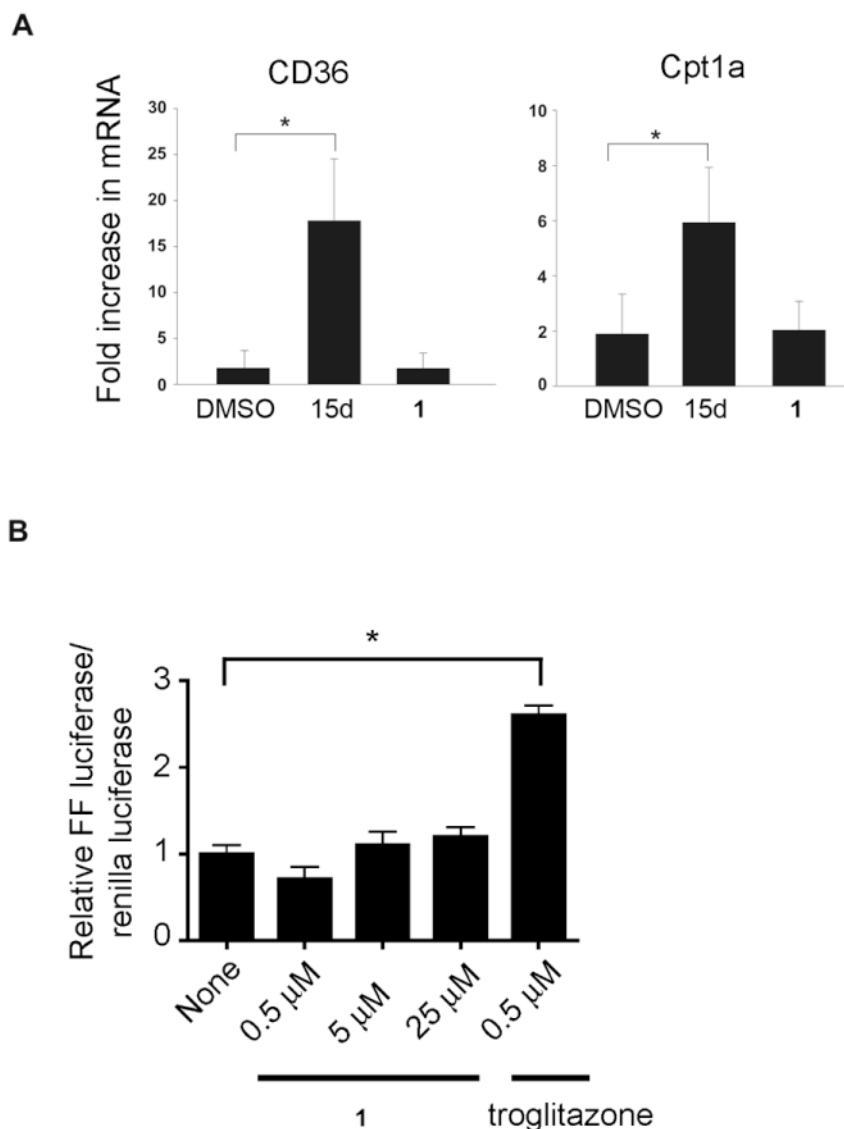 A
CD36
Cpt1a
Fold increase in mRNA
30
25
20
15
10
5
0
*
DMSO 15d 1
10
8
6
4
2
0
*
DMSO 15d 1
B
Relative FF luciferase/
renilla luciferase
3
2
1
0
*
None
0.5 μM
5 μM
25 μM
0.5 μM
1
troglitazone